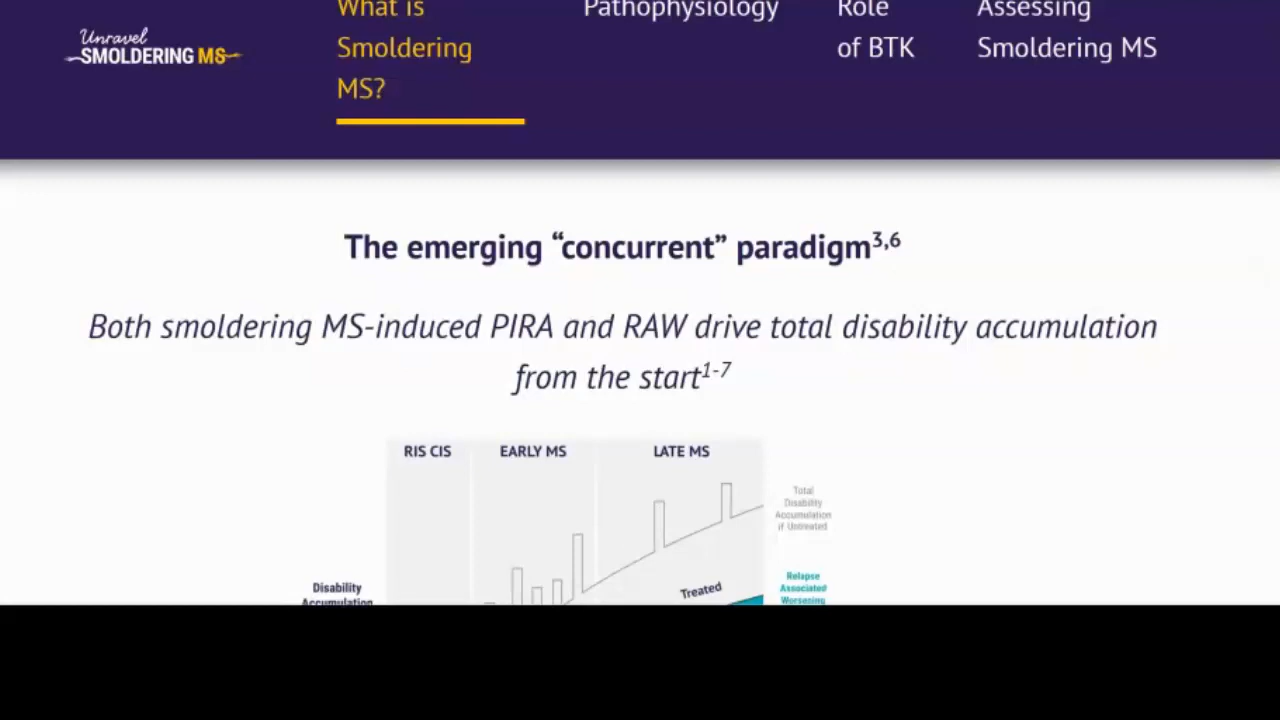 What is Pathophysiology Role Assessing
Unravel
SMOLDERING MS
Smoldering of BTK Smoldering MS
MS?
The emerging “concurrent” paradigm3,6
Both smoldering MS-induced PIRA and RAW drive total disability accumulation
from the start1-7
RIS CIS EARLY MS LATE MS
Total
Disability
Accumulation
if Untreated
Relapse
Associated
Worsening
Treated
Disability
Accumulation